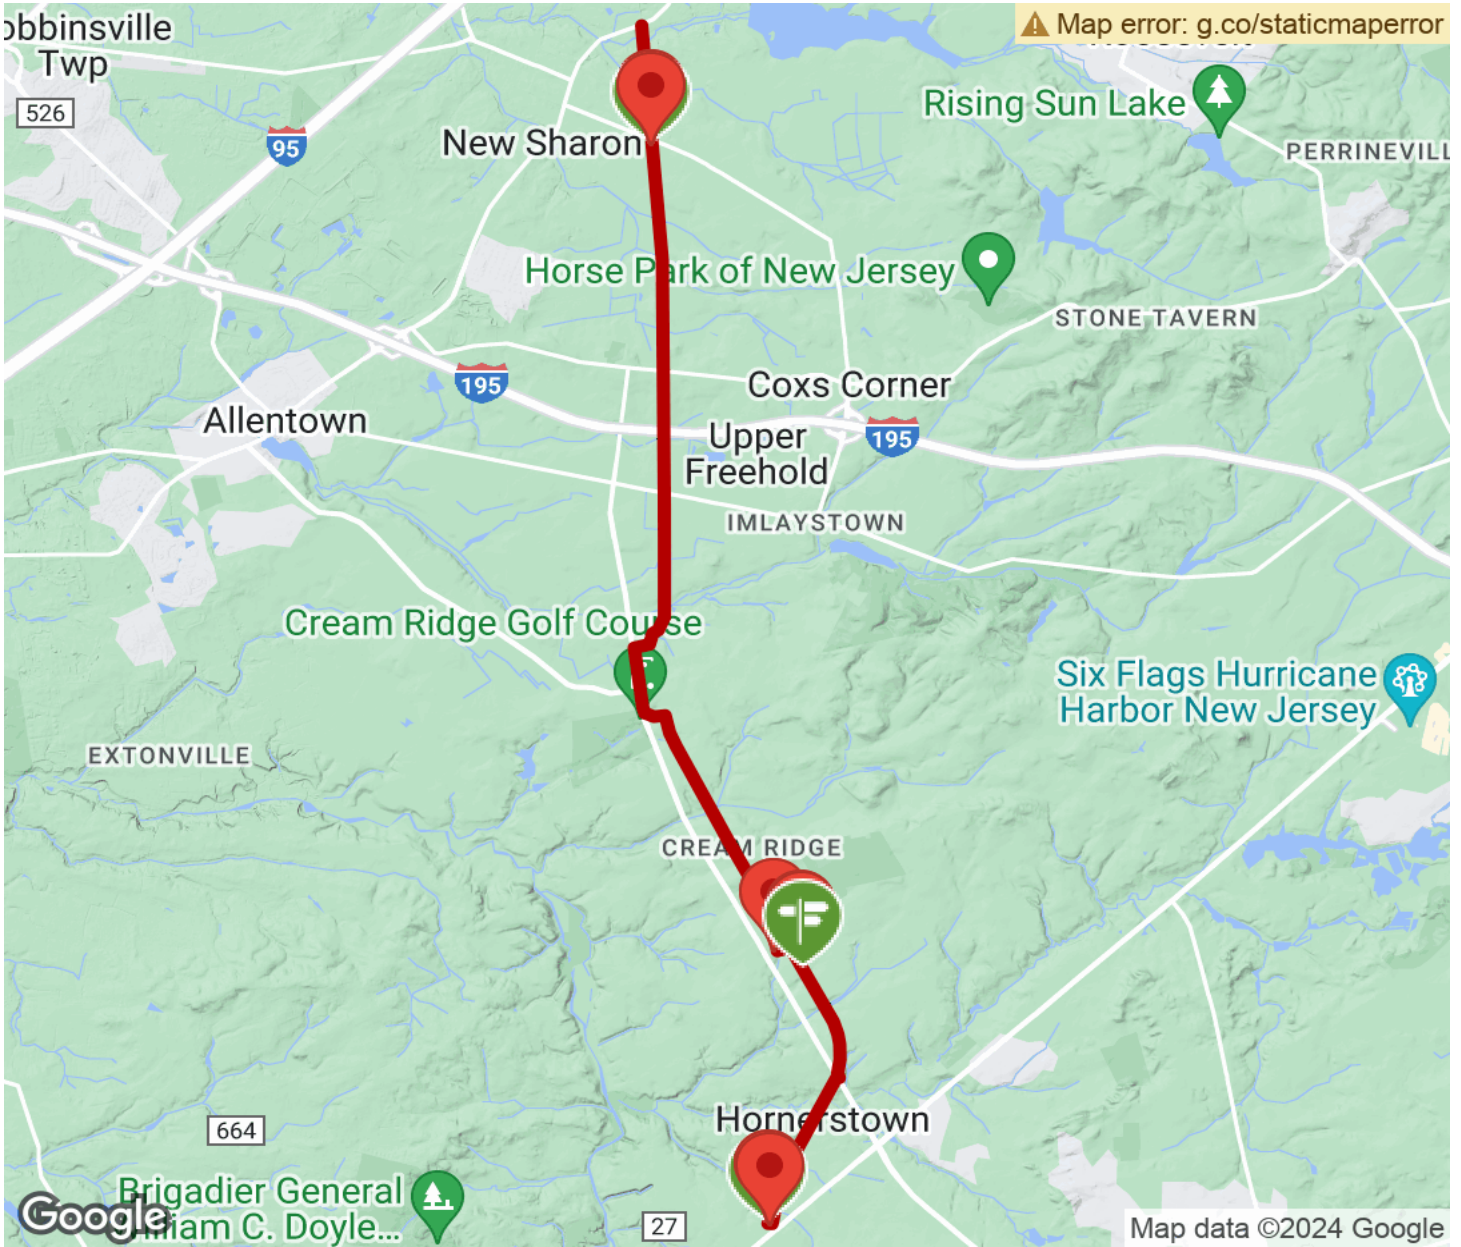 obbinsville
Twp
526
95
Map error: g.co/staticmaperror
Rising Sun Lake
PERRINEVILL
New Sharon
Horse Park of New Jersey
STONE TAVERN
195
Coxs Corner
Allentown
Upper
Freehold
195
IMLAYSTOWN
Cream Ridge Golf Course
Six Flags Hurricane
Harbor New Jersey
EXTONVILLE
CREAM RIDGE
Hornerstown
664
Brigadier General
William C. Doyle...
Google
27
Map data ©2024 Google